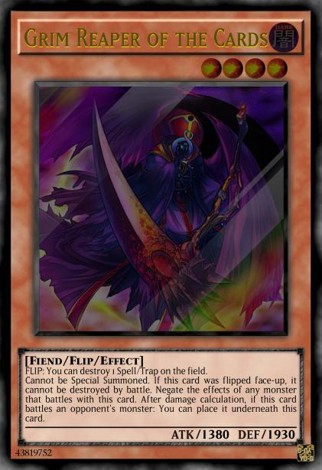 GRIM REAPER OF THE CARDS
闇
[FIEND/FLIP/EFFECT]
FLIP: You can destroy 1 Spell/Trap on the field.
Cannot be Special Summoned. If this card was flipped face-up, it
cannot be destroyed by battle. Negate the effects of any monster
that battles with this card. After damage calculation, if this card
battles an opponent's monster: You can place it underneath this
card.
ATK/1380 DEF/1930
43819752